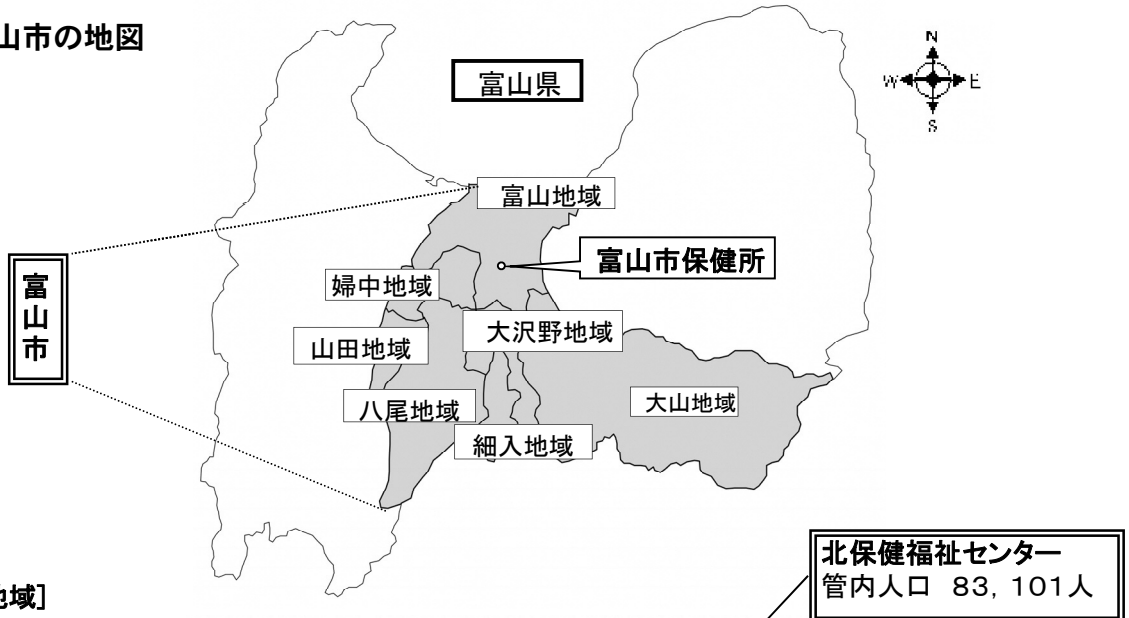 山市の地図
富山県
N
W
E
S
富山地域
富山市保健所
富山市
婦中地域
大沢野地域
山田地域
大山地域
八尾地域
細入地域
北保健福祉センター
管内人口 83,101人
地域]